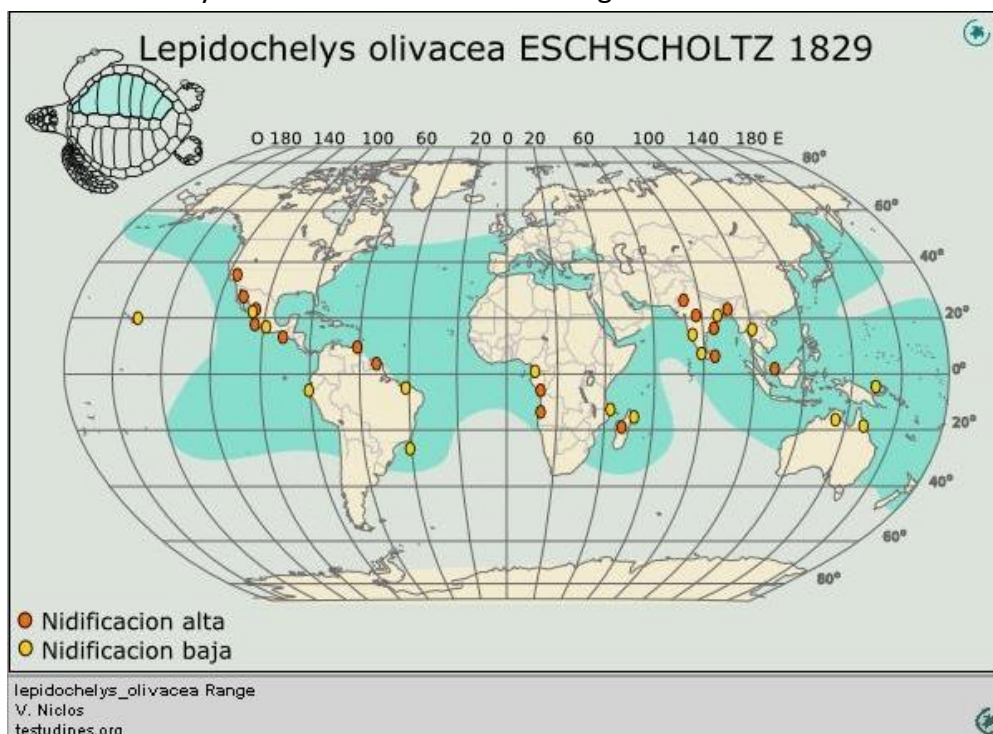 Lepidochelys olivacea ESCHSCHOLTZ 1829
O 180 140 100 60 20 0 20 60 100 140 180 E
80°
60°
40°
20°
0°
20°
40°
60°
80°
Nidificacion alta
Nidificacion baja
lepidochelys_olivacea Range
V. Niclos
testudines.org